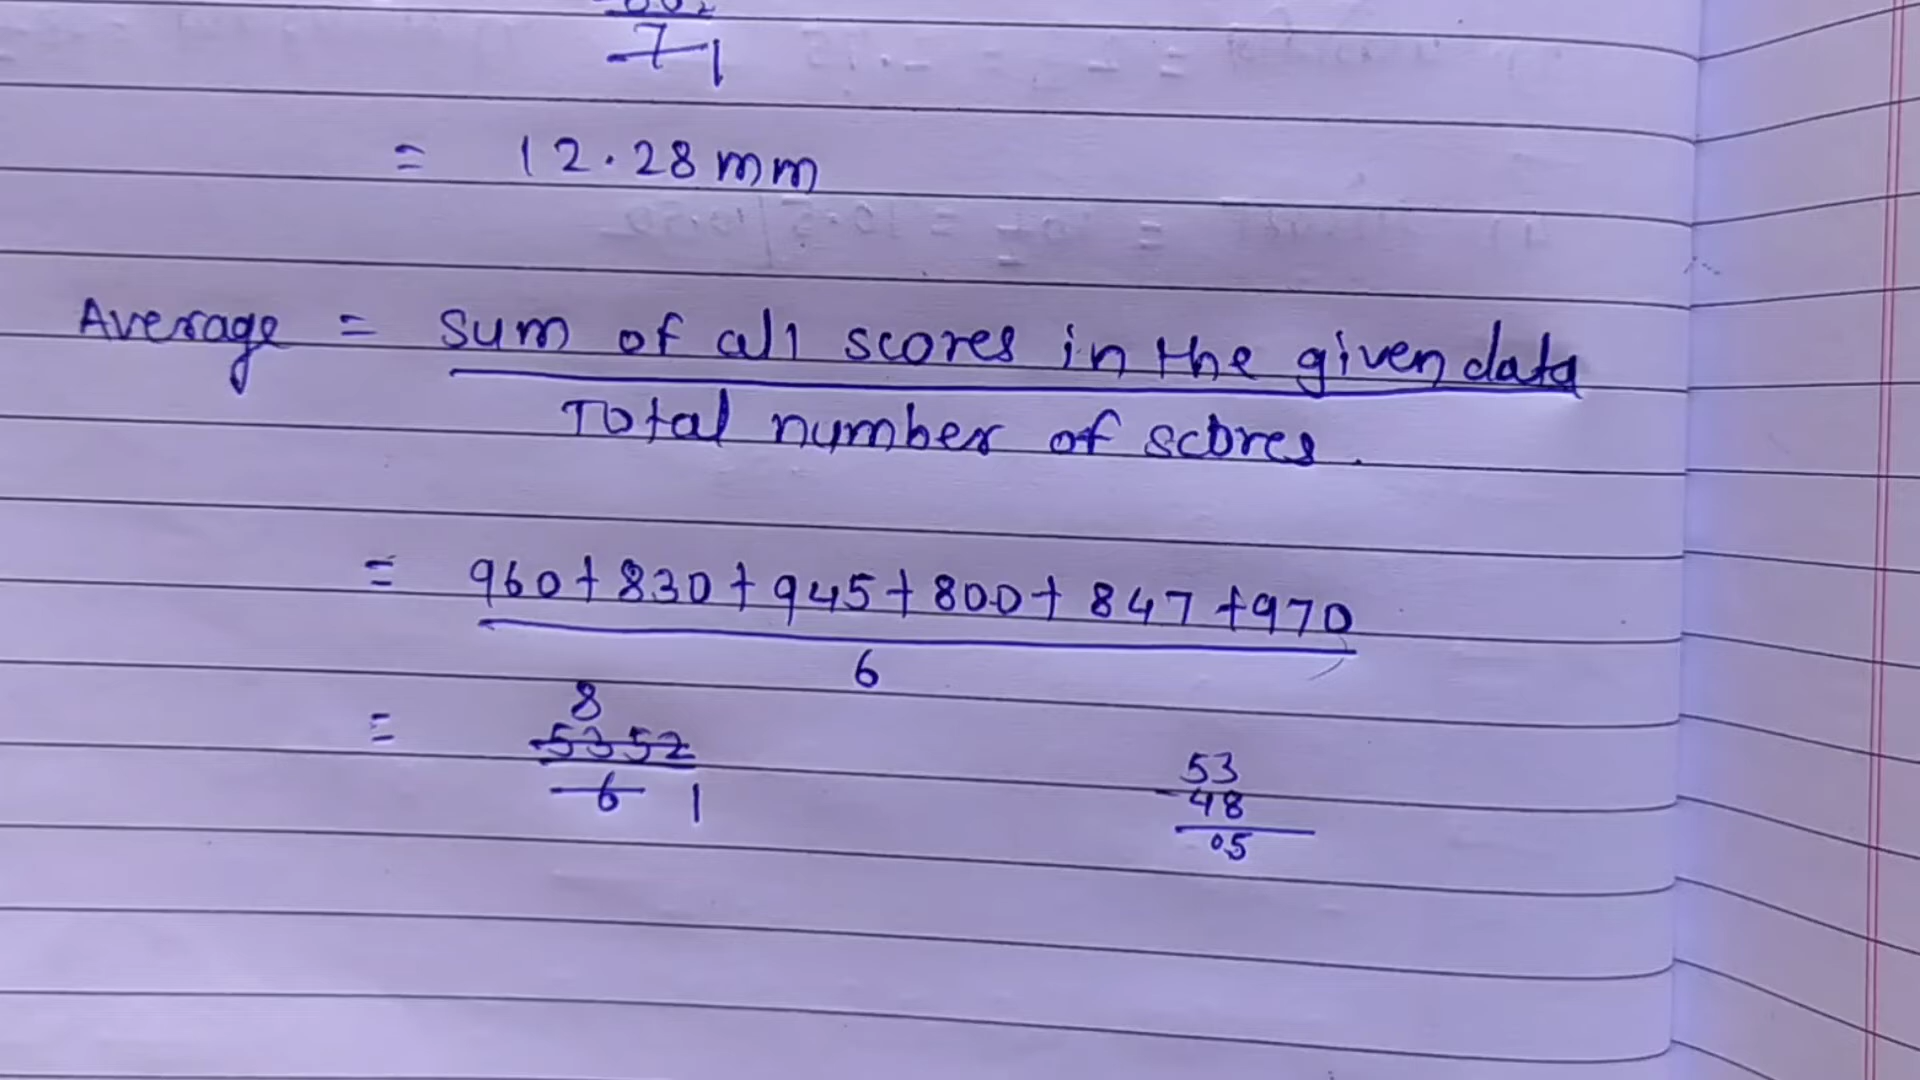 7 1
= 12.28 mm
Average = Sum of all scores in the given data
Total number of scores.
= 960 + 830 + 945 + 800 + 847 + 970
6
8
= 5352
6 1
53
- 48
05